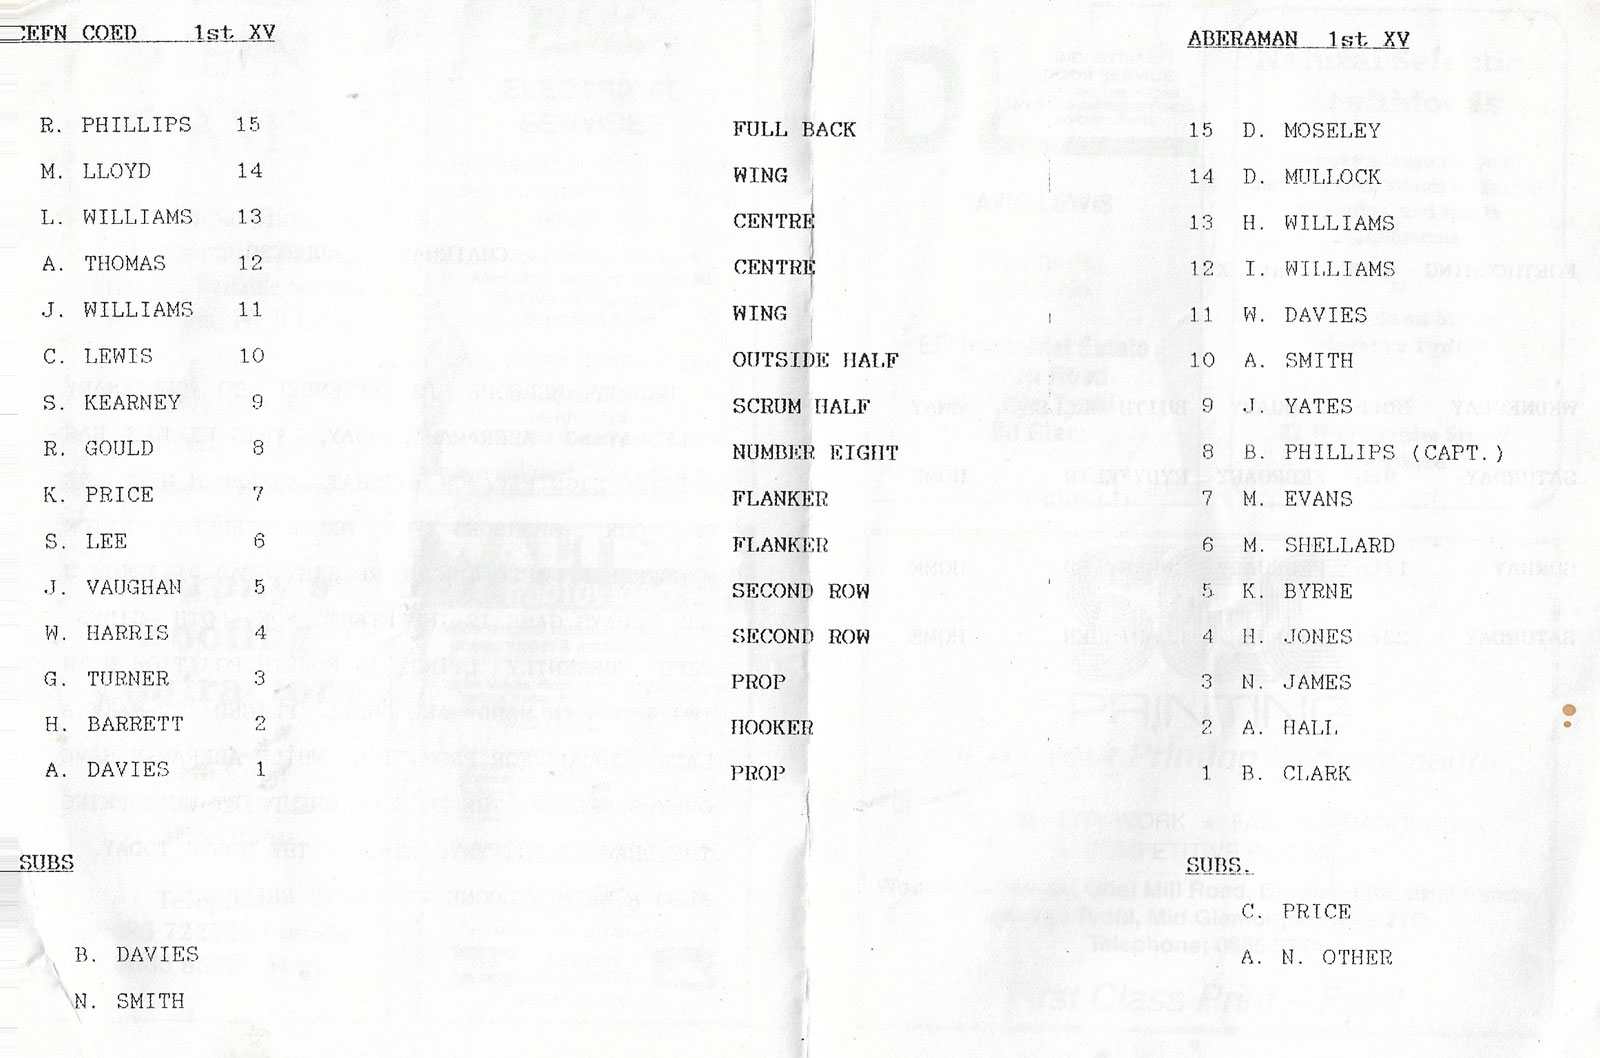 CEFN COED 1st XV
R. PHILLIPS 15
M. LLOYD 14
L. WILLIAMS 13
A. THOMAS 12
J. WILLIAMS 11
C. LEWIS 10
S. KEARNEY 9
R. GOULD 8
K. PRICE 7
S. LEE 6
J. VAUGHAN 5
W. HARRIS 4
G. TURNER 3
H. BARRETT 2
A. DAVIES 1
SUBS
B. DAVIES
N. SMITH
FULL BACK
WING
CENTRE
CENTRE
WING
OUTSIDE HALF
SCRUM HALF
NUMBER EIGHT
FLANKER
FLANKER
SECOND ROW
SECOND ROW
PROP
HOOKER
PROP
ABERAMAN 1st XV
15 D. MOSELEY
14 D. MULLOCK
13 H. WILLIAMS
12 I. WILLIAMS
11 W. DAVIES
10 A. SMITH
9 J. YATES
8 B. PHILLIPS (CAPT.)
7 M. EVANS
6 M. SHELLARD
5 K. BYRNE
4 H. JONES
3 N. JAMES
2 A. HALL
1 B. CLARK
SUBS.
C. PRICE
A. N. OTHER